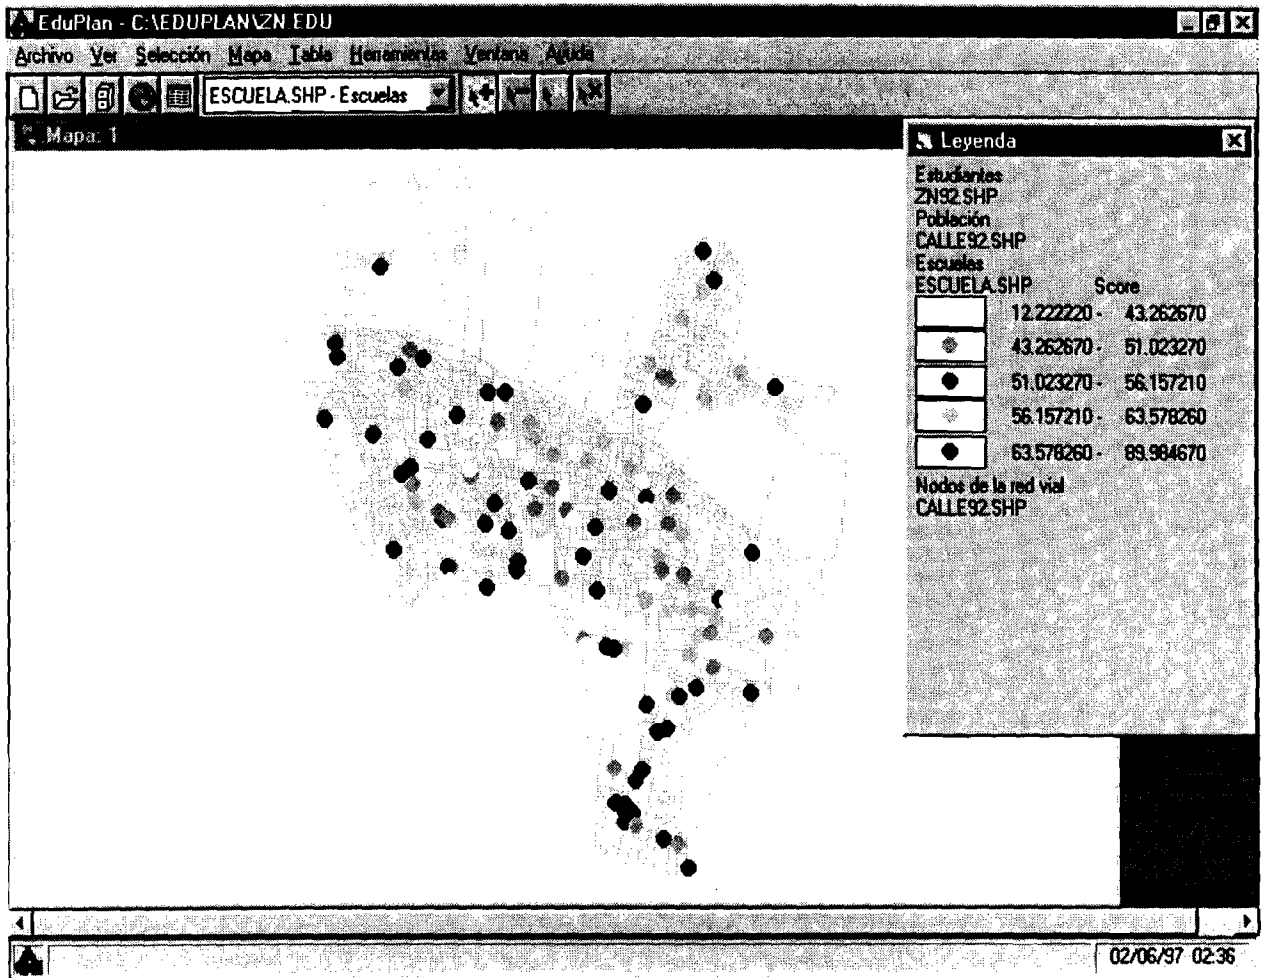 EduPlan - C:\EDUPLAN\ZN.EDU
Archivo Ver Selección Mapa Tabla Herramientas Ventana Ayuda
ESCUELA.SHP - Escuelas
Mapa: 1
Leyenda
Estudiantes
ZN92.SHP
Población
CALLE92.SHP
Escuelas
ESCUELA.SHP Score
12.222220 - 43.262670
43.262670 - 51.023270
51.023270 - 56.157210
56.157210 - 63.578260
63.578260 - 89.984670
Nodos de la red vial
CALLE92.SHP
02/06/97 02:36